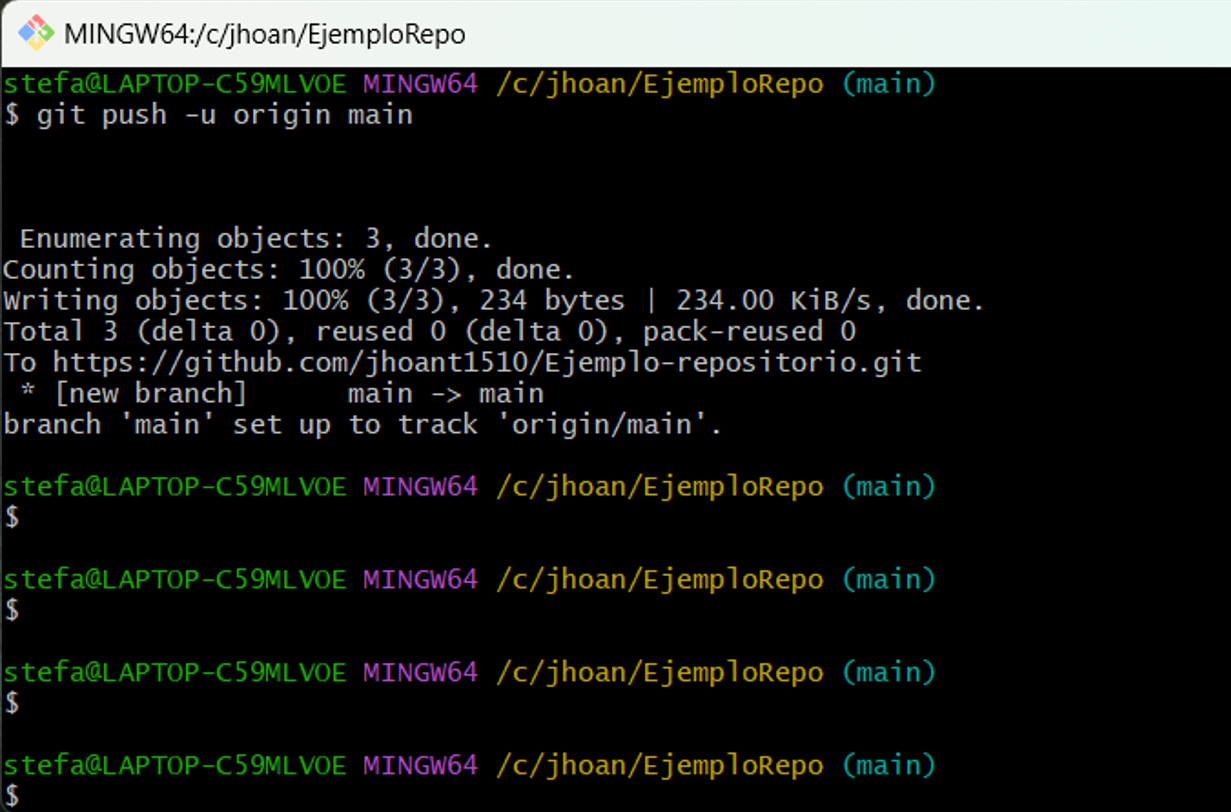 MINGW64:/c/jhoan/EjemploRepo
stefa@LAPTOP-C59MLVOE MINGW64 /c/jhoan/EjemploRepo (main)
$ git push -u origin main
Enumerating objects: 3, done.
Counting objects: 100% (3/3), done.
Writing objects: 100% (3/3), 234 bytes | 234.00 KiB/s, done.
Total 3 (delta 0), reused 0 (delta 0), pack-reused 0
To https://github.com/jhoant1510/Ejemplo-repositorio.git
* [new branch]      main -> main
branch 'main' set up to track 'origin/main'.
stefa@LAPTOP-C59MLVOE MINGW64 /c/jhoan/EjemploRepo (main)
$
stefa@LAPTOP-C59MLVOE MINGW64 /c/jhoan/EjemploRepo (main)
$
stefa@LAPTOP-C59MLVOE MINGW64 /c/jhoan/EjemploRepo (main)
$
stefa@LAPTOP-C59MLVOE MINGW64 /c/jhoan/EjemploRepo (main)
$